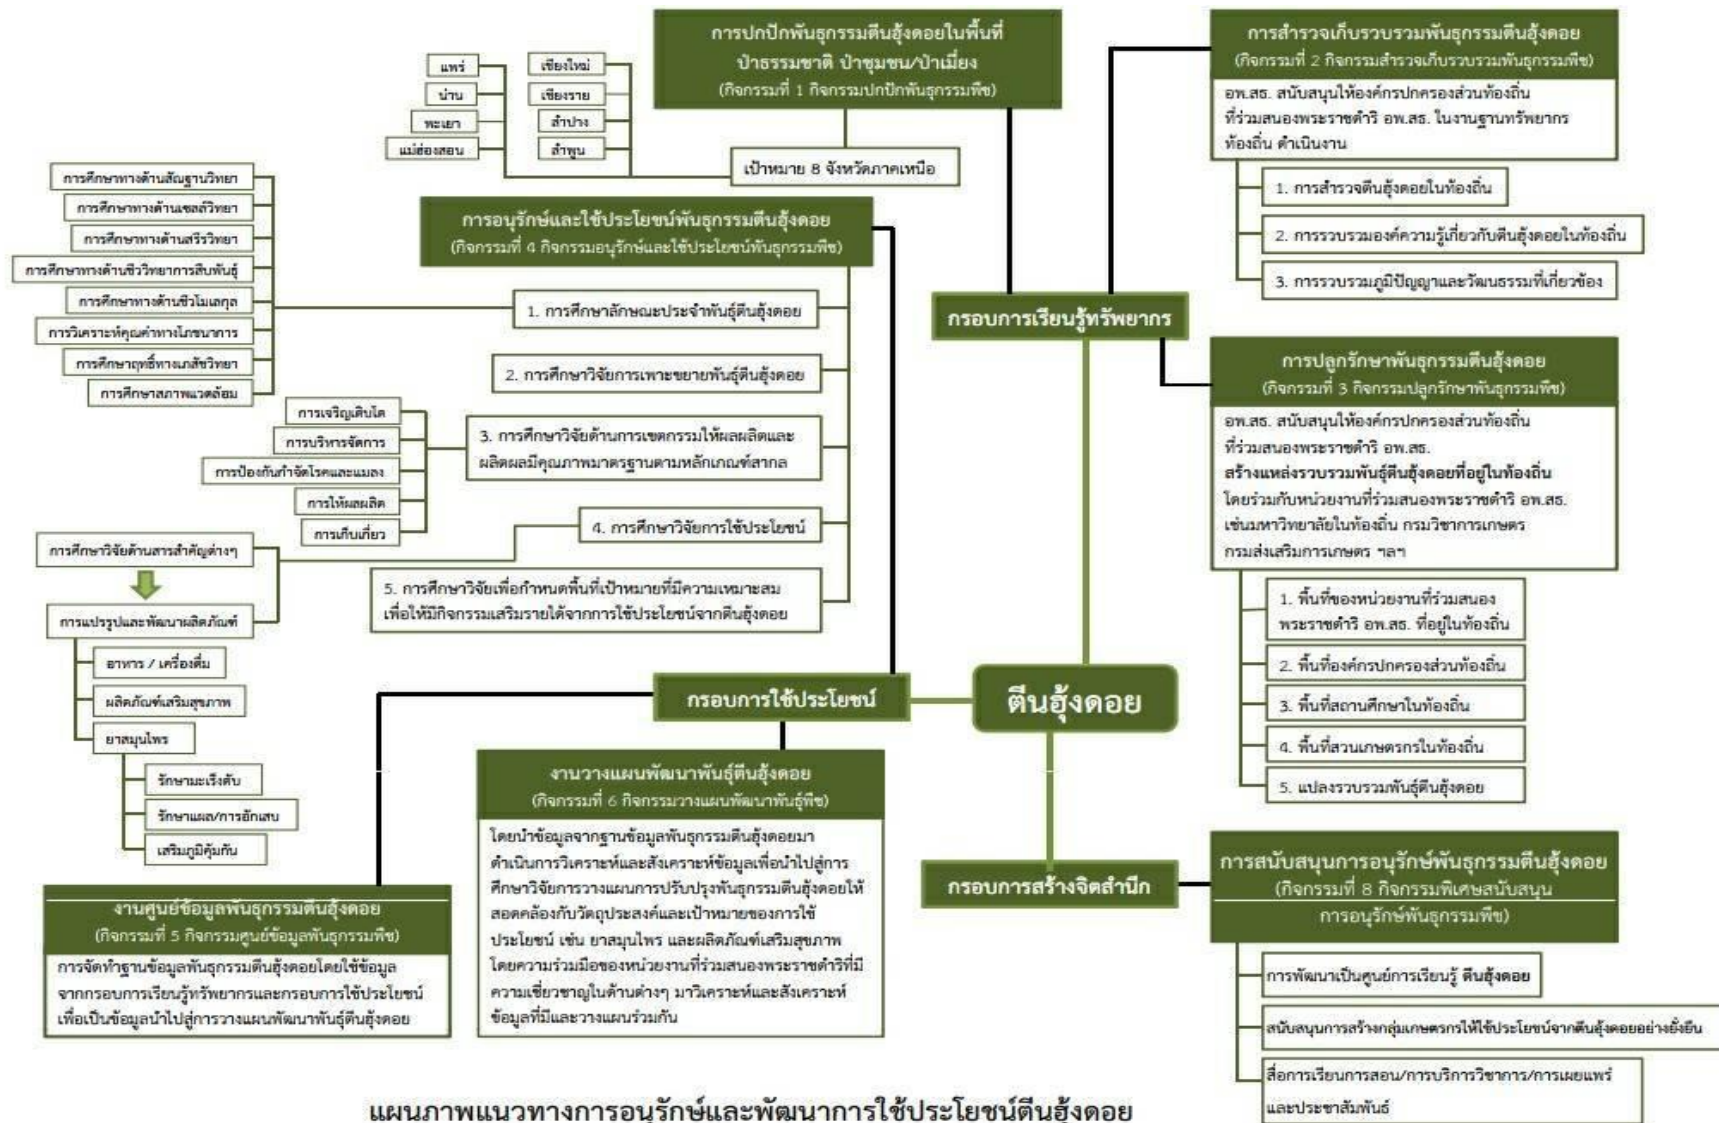 การปกปักพันธุกรรมตีนฮุ้งดอยในพื้นที่
ป่าธรรมชาติ ป่าชุมชน/ป่าเมี่ยง
(กิจกรรมที่ 1 กิจกรรมปกปักพันธุกรรมพืช)
เป้าหมาย 8 จังหวัดภาคเหนือ
เชียงใหม่
เชียงราย
ลำปาง
ลำพูน
แพร่
น่าน
พะเยา
แม่ฮ่องสอน
การสำรวจเก็บรวบรวมพันธุกรรมตีนฮุ้งดอย
(กิจกรรมที่ 2 กิจกรรมสำรวจเก็บรวบรวมพันธุกรรมพืช)
อพ.สธ. สนับสนุนให้องค์กรปกครองส่วนท้องถิ่น
ที่ร่วมสนองพระราชดำริ อพ.สธ. ในงานฐานทรัพยากร
ท้องถิ่น ดำเนินงาน
1. การสำรวจตีนฮุ้งดอยในท้องถิ่น
2. การรวบรวมองค์ความรู้เกี่ยวกับตีนฮุ้งดอยในท้องถิ่น
3. การรวบรวมภูมิปัญญาและวัฒนธรรมที่เกี่ยวข้อง
กรอบการเรียนรู้ทรัพยากร
การปลูกรักษาพันธุกรรมตีนฮุ้งดอย
(กิจกรรมที่ 3 กิจกรรมปลูกรักษาพันธุกรรมพืช)
อพ.สธ. สนับสนุนให้องค์กรปกครองส่วนท้องถิ่น
ที่ร่วมสนองพระราชดำริ อพ.สธ.
สร้างแหล่งรวบรวมพันธุ์ตีนฮุ้งดอยที่อยู่ในท้องถิ่น
โดยร่วมกับหน่วยงานที่ร่วมสนองพระราชดำริ อพ.สธ.
เช่นมหาวิทยาลัยในท้องถิ่น กรมวิชาการเกษตร
กรมส่งเสริมการเกษตร ฯลฯ
1. พื้นที่ของหน่วยงานที่ร่วมสนอง
พระราชดำริ อพ.สธ. ที่อยู่ในท้องถิ่น
2. พื้นที่องค์กรปกครองส่วนท้องถิ่น
3. พื้นที่สถานศึกษาในท้องถิ่น
4. พื้นที่สวนเกษตรกรในท้องถิ่น
5. แปลงรวบรวมพันธุ์ตีนฮุ้งดอย
การอนุรักษ์และใช้ประโยชน์พันธุกรรมตีนฮุ้งดอย
(กิจกรรมที่ 4 กิจกรรมอนุรักษ์และใช้ประโยชน์พันธุกรรมพืช)
1. การศึกษาลักษณะประจำพันธุ์ตีนฮุ้งดอย
การศึกษาทางด้านสัณฐานวิทยา
การศึกษาทางด้านเซลล์วิทยา
การศึกษาทางด้านสรีรวิทยา
การศึกษาทางด้านชีววิทยาการสืบพันธุ์
การศึกษาทางด้านชีวโมเลกุล
การวิเคราะห์คุณค่าทางโภชนาการ
การศึกษาฤทธิ์ทางเภสัชวิทยา
การศึกษาสภาพแวดล้อม
2. การศึกษาวิจัยการเพาะขยายพันธุ์ตีนฮุ้งดอย
3. การศึกษาวิจัยด้านการเขตกรรมให้ผลผลิตและ
ผลิตผลมีคุณภาพมาตรฐานตามหลักเกณฑ์สากล
การเจริญเติบโต
การบริหารจัดการ
การป้องกันกำจัดโรคและแมลง
การให้ผลผลิต
การเก็บเกี่ยว
4. การศึกษาวิจัยการใช้ประโยชน์
การศึกษาวิจัยด้านสารสำคัญต่างๆ
การแปรรูปและพัฒนาผลิตภัณฑ์
อาหาร / เครื่องดื่ม
ผลิตภัณฑ์เสริมสุขภาพ
ยาสมุนไพร
รักษามะเร็งตับ
รักษาแผล/การอักเสบ
เสริมภูมิคุ้มกัน
5. การศึกษาวิจัยเพื่อกำหนดพื้นที่เป้าหมายที่มีความเหมาะสม
เพื่อให้มีกิจกรรมเสริมรายได้จากการใช้ประโยชน์จากตีนฮุ้งดอย
กรอบการใช้ประโยชน์
ตีนฮุ้งดอย
งานศูนย์ข้อมูลพันธุกรรมตีนฮุ้งดอย
(กิจกรรมที่ 5 กิจกรรมศูนย์ข้อมูลพันธุกรรมพืช)
การจัดทำฐานข้อมูลพันธุกรรมตีนฮุ้งดอยโดยใช้ข้อมูล
จากกรอบการเรียนรู้ทรัพยากรและกรอบการใช้ประโยชน์
เพื่อเป็นข้อมูลนำไปสู่การวางแผนพัฒนาพันธุ์ตีนฮุ้งดอย
งานวางแผนพัฒนาพันธุ์ตีนฮุ้งดอย
(กิจกรรมที่ 6 กิจกรรมวางแผนพัฒนาพันธุ์พืช)
โดยนำข้อมูลจากฐานข้อมูลพันธุกรรมตีนฮุ้งดอยมา
ดำเนินการวิเคราะห์และสังเคราะห์ข้อมูลเพื่อนำไปสู่การ
ศึกษาวิจัยการวางแผนการปรับปรุงพันธุกรรมตีนฮุ้งดอยให้
สอดคล้องกับวัตถุประสงค์และเป้าหมายของการใช้
ประโยชน์ เช่น ยาสมุนไพร และผลิตภัณฑ์เสริมสุขภาพ
โดยความร่วมมือของหน่วยงานที่ร่วมสนองพระราชดำริที่มี
ความเชี่ยวชาญในด้านต่างๆ มาวิเคราะห์และสังเคราะห์
ข้อมูลที่มีและวางแผนร่วมกัน
กรอบการสร้างจิตสำนึก
การสนับสนุนการอนุรักษ์พันธุกรรมตีนฮุ้งดอย
(กิจกรรมที่ 8 กิจกรรมพิเศษสนับสนุน
การอนุรักษ์พันธุกรรมพืช)
การพัฒนาเป็นศูนย์การเรียนรู้ ตีนฮุ้งดอย
สนับสนุนการสร้างกลุ่มเกษตรกรให้ใช้ประโยชน์จากตีนฮุ้งดอยอย่างยั่งยืน
สื่อการเรียนการสอน/การบริการวิชาการ/การเผยแพร่
และประชาสัมพันธ์
แผนภาพแนวทางการอนุรักษ์และพัฒนาการใช้ประโยชน์ตีนฮุ้งดอย